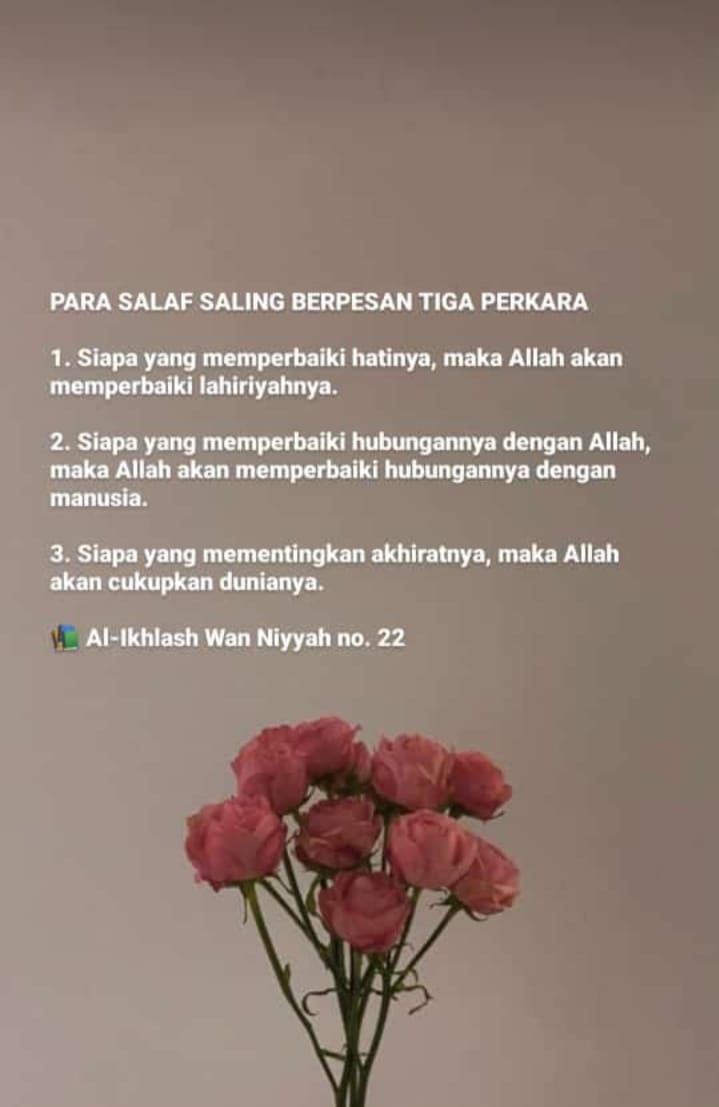 PARA SALAF SALING BERPESAN TIGA PERKARA
1. Siapa yang memperbaiki hatinya, maka Allah akan
memperbaiki lahiriyahnya.
2. Siapa yang memperbaiki hubungannya dengan Allah,
maka Allah akan memperbaiki hubungannya dengan
manusia.
3. Siapa yang mementingkan akhiratnya, maka Allah
akan cukupkan dunianya.
📚 Al-Ikhlash Wan Niyyah no. 22